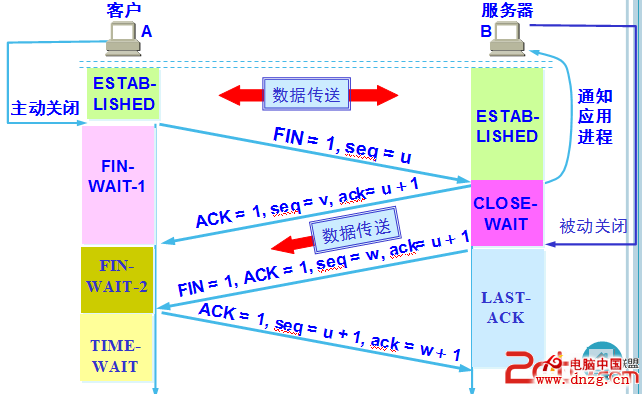 客户
A
服务器
B
ESTAB-
LISHED
数据传送
主动关闭
FIN = 1, seq = u
ESTAB-
LISHED
通知
应用
进程
FIN-
WAIT-1
ACK = 1, seq = v, ack= u + 1
CLOSE-
WAIT
数据传送
被动关闭
FIN-
WAIT-2
FIN = 1, ACK = 1, seq = w, ack= u + 1
LAST-
ACK
ACK = 1, seq = u + 1, ack = w + 1
TIME-
WAIT
电脑中国
www.dnzg.cn